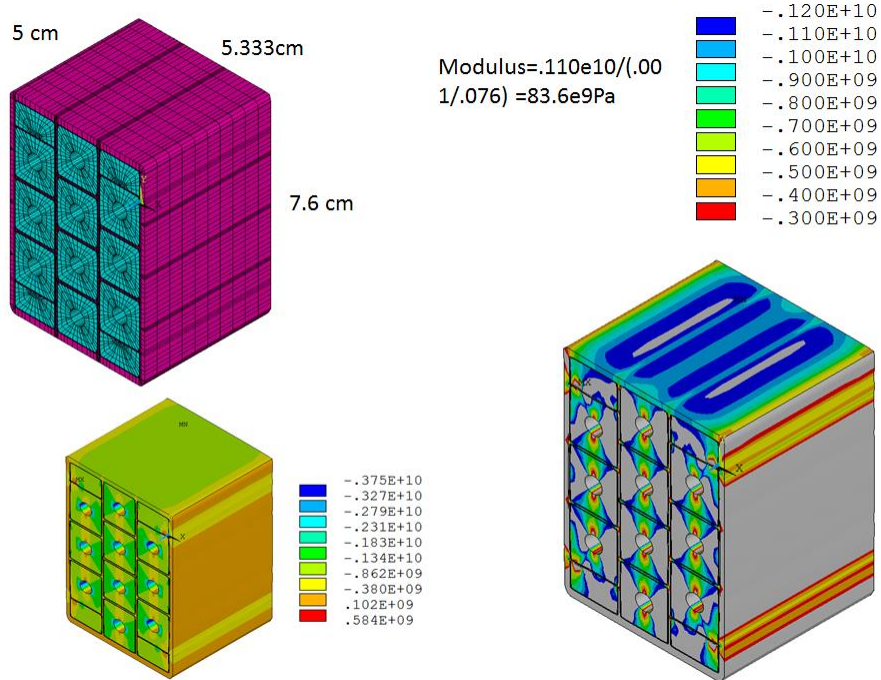 5 cm
5.333cm
7.6 cm
Modulus=.110e10/(.00
1/.076) =83.6e9Pa
-.120E+10
-.110E+10
-.100E+10
-.900E+09
-.800E+09
-.700E+09
-.600E+09
-.500E+09
-.400E+09
-.300E+09
Y
X
MN
MX
X
-.375E+10
-.327E+10
-.279E+10
-.231E+10
-.183E+10
-.134E+10
-.862E+09
-.380E+09
.102E+09
.584E+09
X